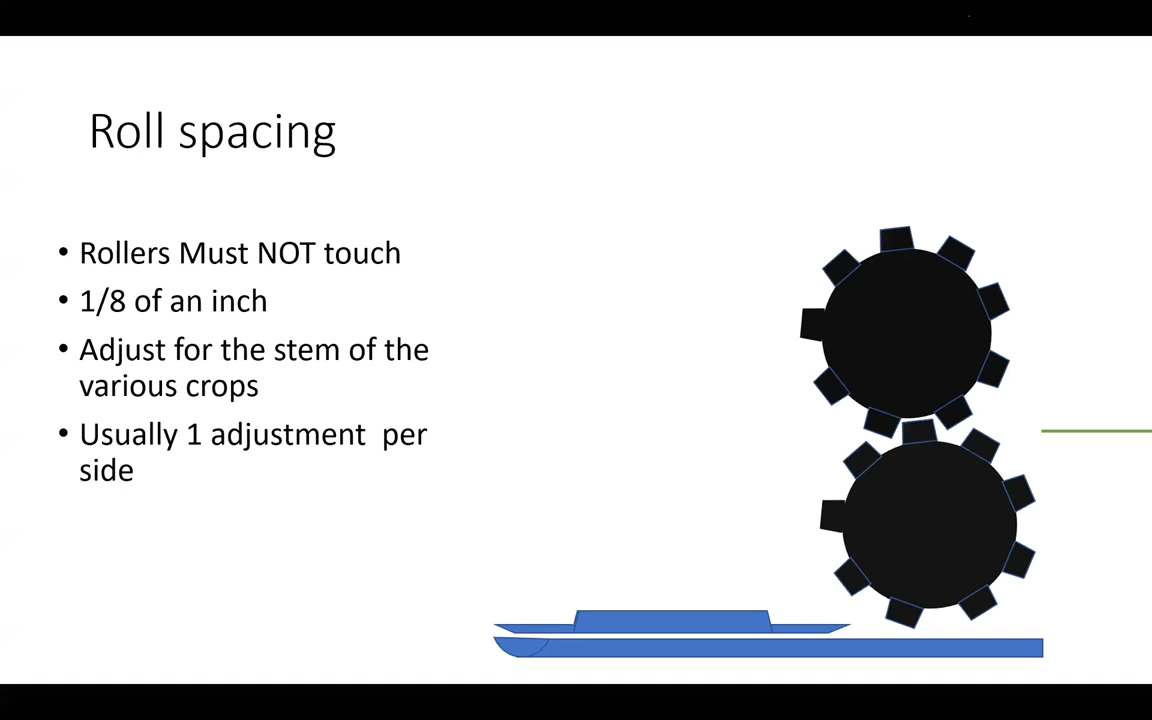 Roll spacing
• Rollers Must NOT touch
• 1/8 of an inch
• Adjust for the stem of the
various crops
• Usually 1 adjustment  per
side